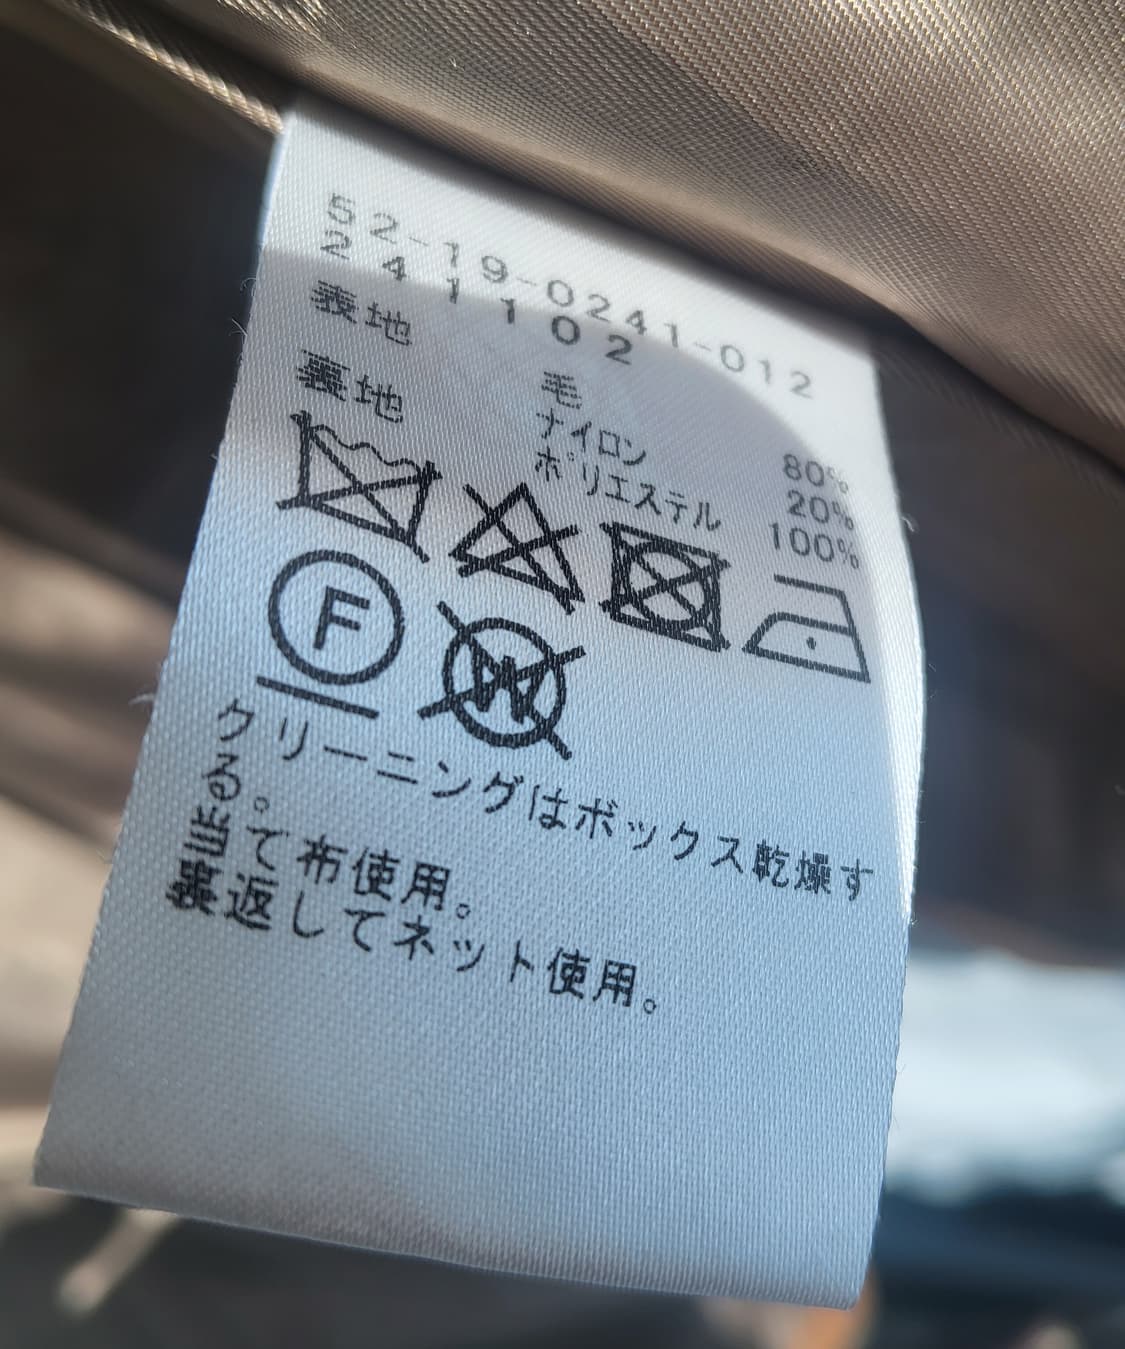 52-19-0241-012
241102
表地 毛 80%
ナイロン 20%
裏地 ポリエステル 100%
F
W
クリーニングはボックス乾燥す
る。
当て布使用。
裏返してネット使用。